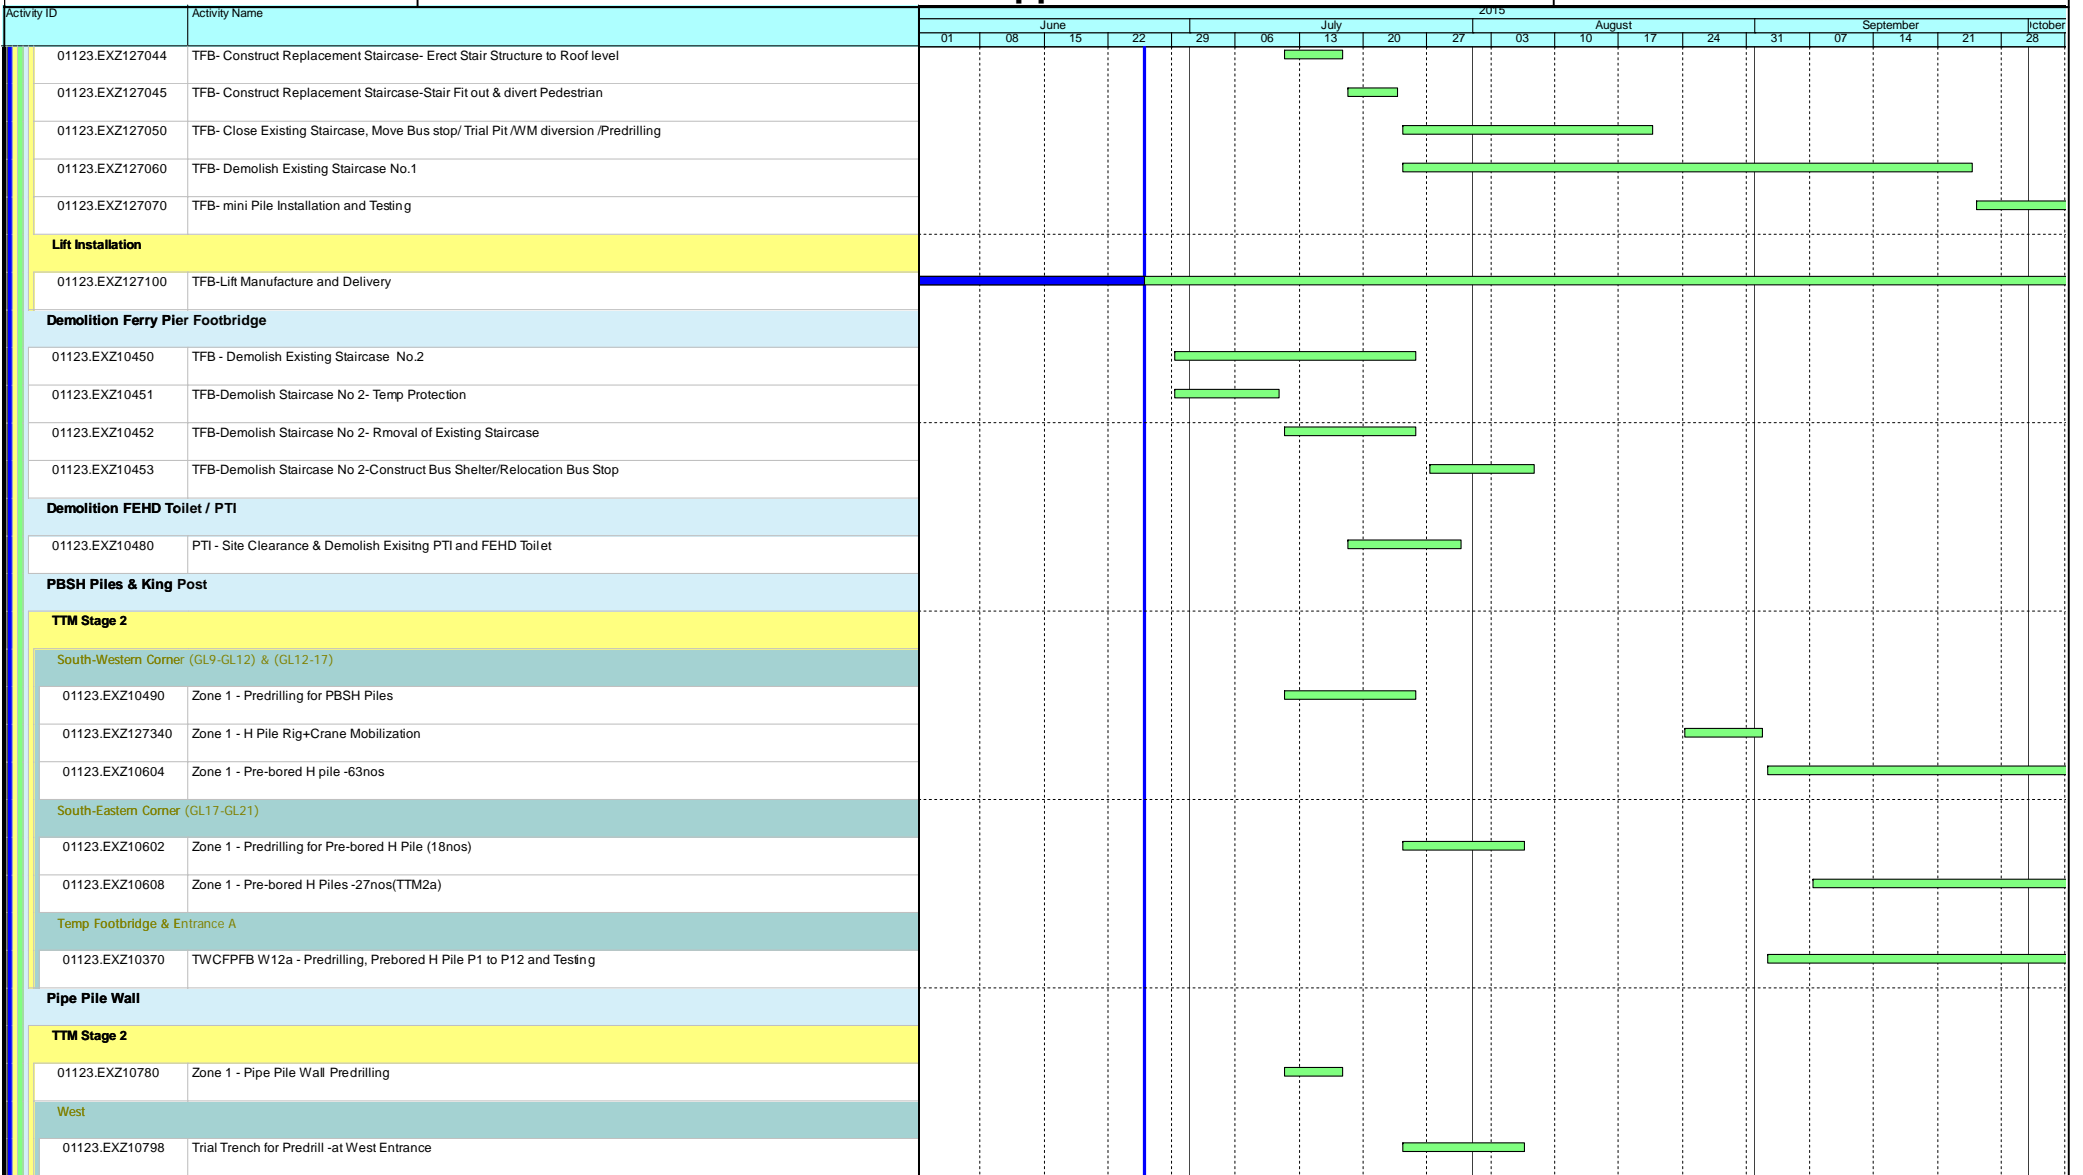 Activity ID Activity Name 2015
June July August September ctober
01 08 15 22 29 06 13 20 27 03 10 17 24 31 07 14 21 28
01123.EXZ127044 TFB- Construct Replacement Staircase- Erect Stair Structure to Roof level
01123.EXZ127045 TFB- Construct Replacement Staircase-Stair Fit out & divert Pedestrian
01123.EXZ127050 TFB- Close Existing Staircase, Move Bus stop/ Trial Pit /WM diversion /Predrilling
01123.EXZ127060 TFB- Demolish Existing Staircase No.1
01123.EXZ127070 TFB- mini Pile Installation and Testing
Lift Installation
01123.EXZ127100 TFB-Lift Manufacture and Delivery
Demolition Ferry Pier Footbridge
01123.EXZ10450 TFB - Demolish Existing Staircase No.2
01123.EXZ10451 TFB-Demolish Staircase No 2- Temp Protection
01123.EXZ10452 TFB-Demolish Staircase No 2- Rmoval of Existing Staircase
01123.EXZ10453 TFB-Demolish Staircase No 2-Construct Bus Shelter/Relocation Bus Stop
Demolition FEHD Toilet / PTI
01123.EXZ10480 PTI - Site Clearance & Demolish Exisitng PTI and FEHD Toilet
PBSH Piles & King Post
TTM Stage 2
South-Western Corner (GL9-GL12) & (GL12-17)
01123.EXZ10490 Zone 1 - Predrilling for PBSH Piles
01123.EXZ127340 Zone 1 - H Pile Rig+Crane Mobilization
01123.EXZ10604 Zone 1 - Pre-bored H pile -63nos
South-Eastern Corner (GL17-GL21)
01123.EXZ10602 Zone 1 - Predrilling for Pre-bored H Pile (18nos)
01123.EXZ10608 Zone 1 - Pre-bored H Piles -27nos(TTM2a)
Temp Footbridge & Entrance A
01123.EXZ10370 TWCFPFB W12a - Predrilling, Prebored H Pile P1 to P12 and Testing
Pipe Pile Wall
TTM Stage 2
01123.EXZ10780 Zone 1 - Pipe Pile Wall Predrilling
West
01123.EXZ10798 Trial Trench for Predrill -at West Entrance